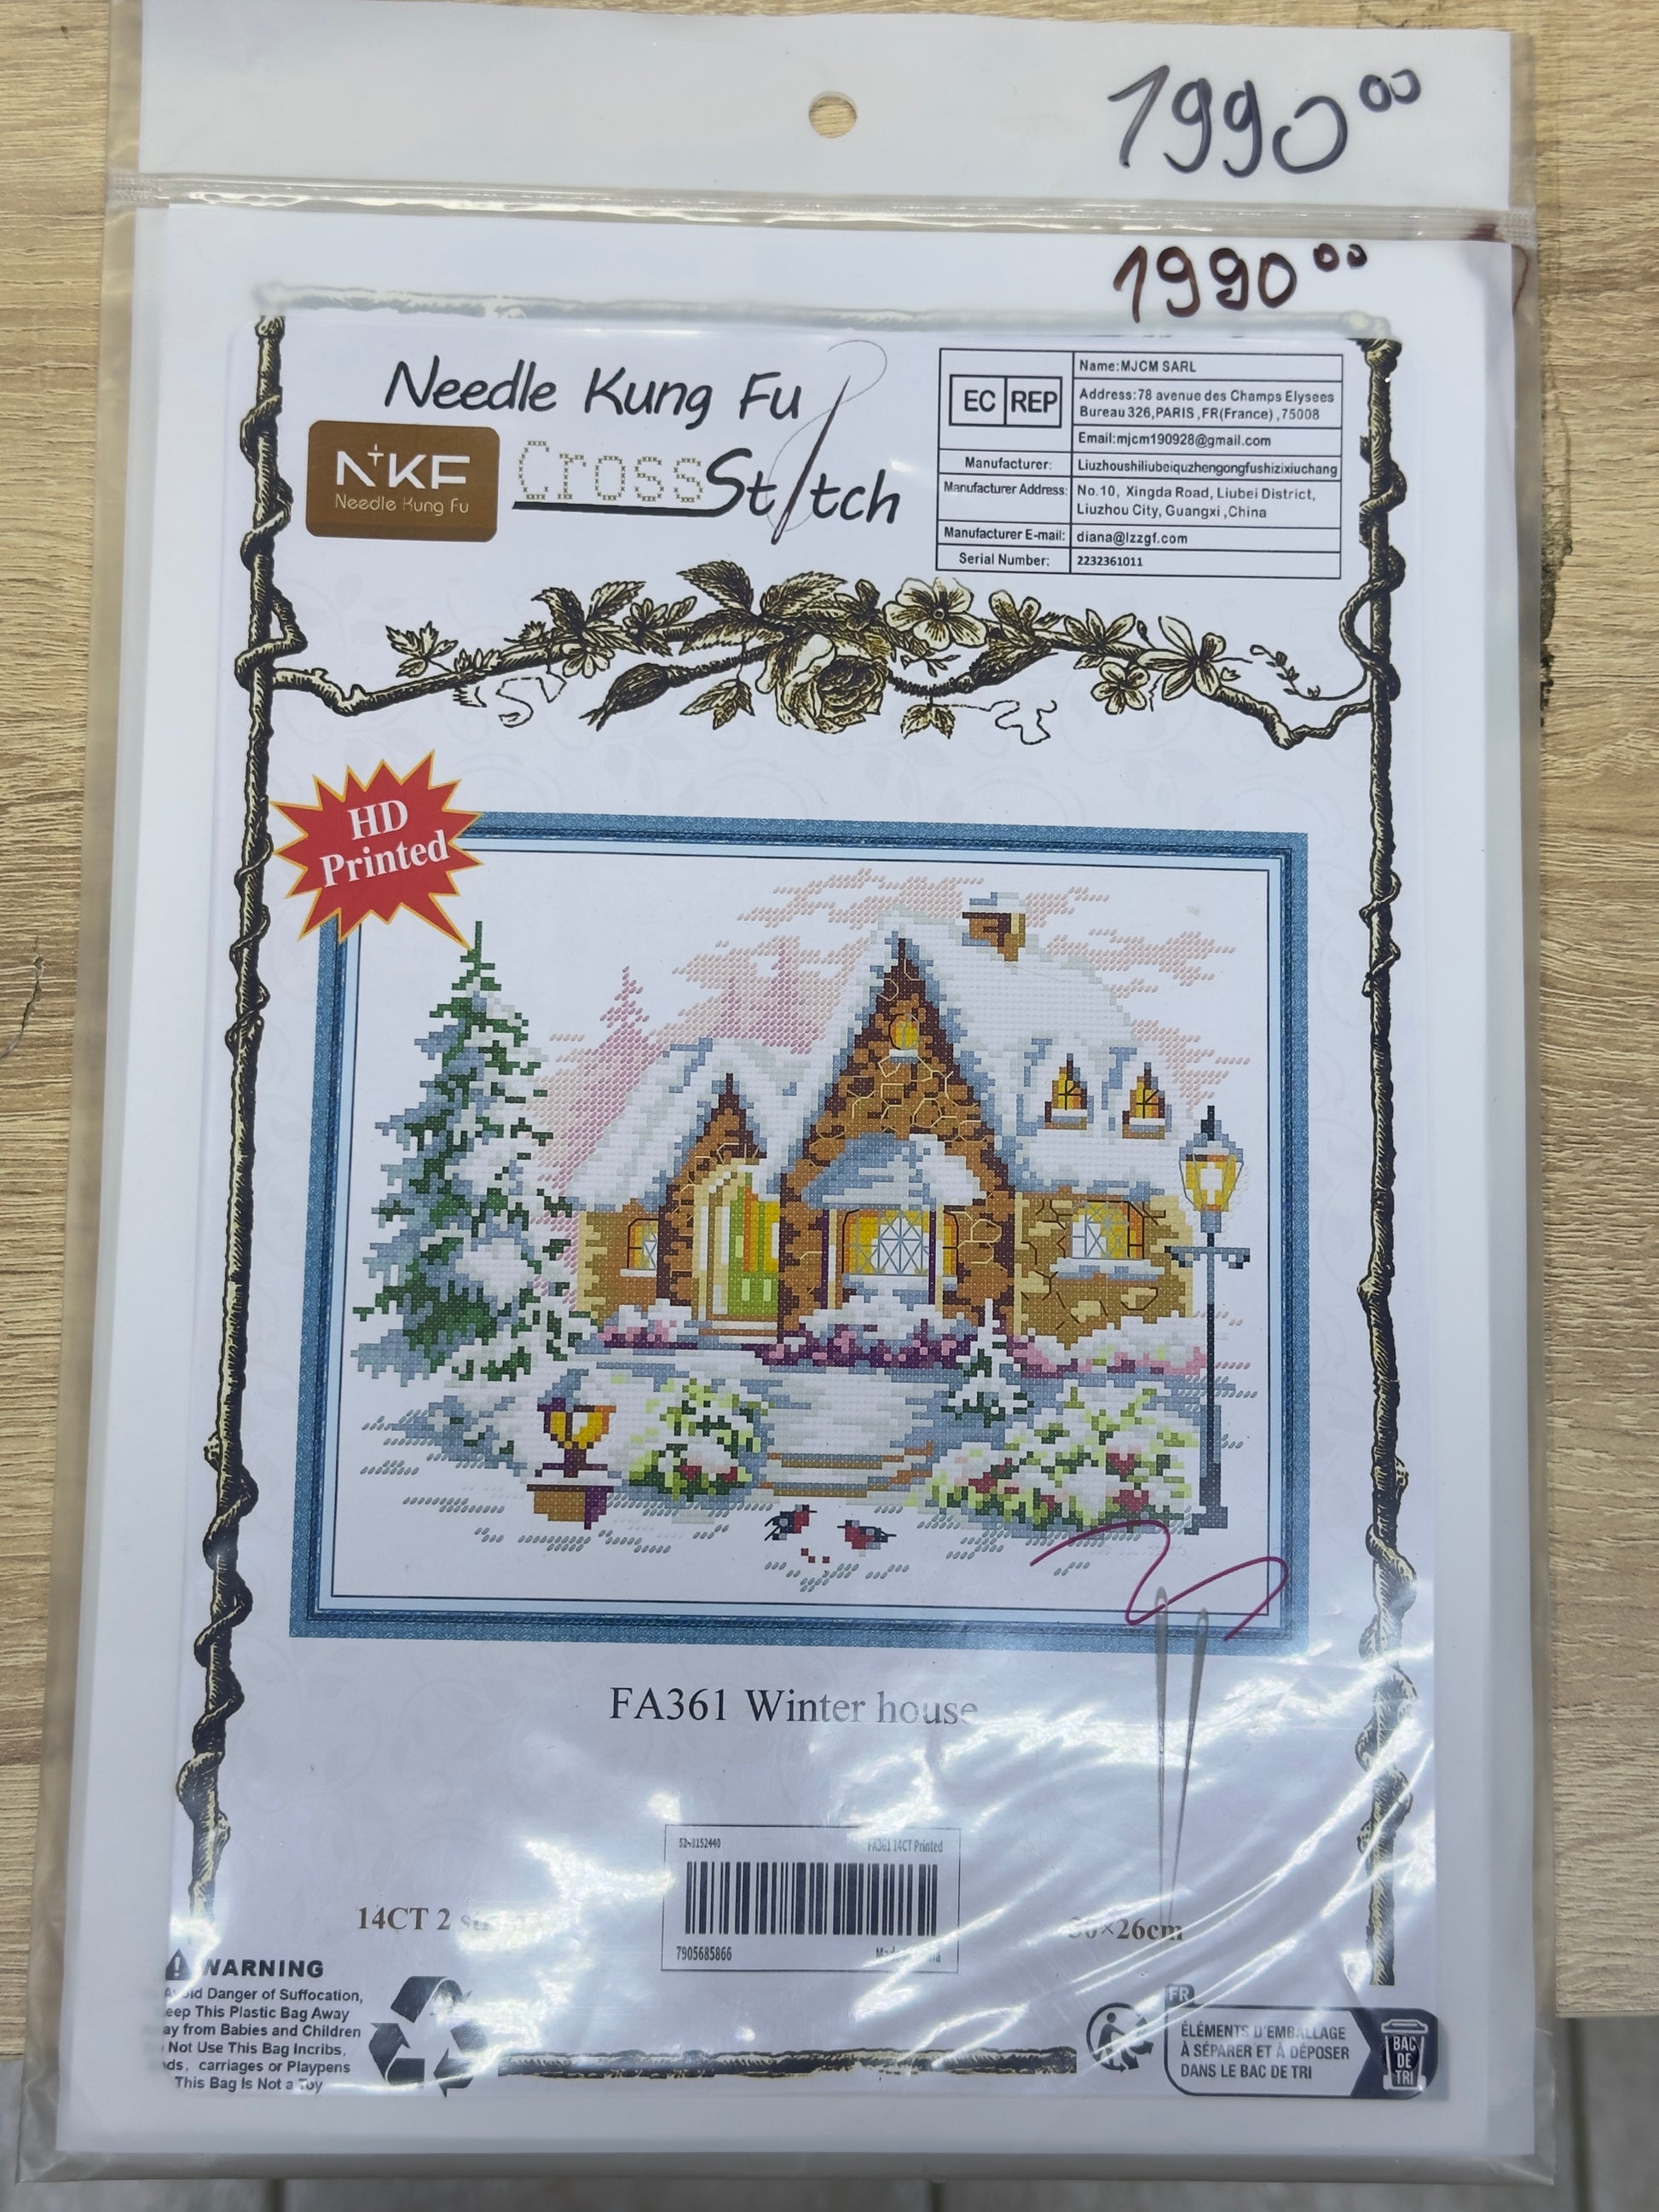 1990⁰⁰
1990⁰⁰
Needle Kung Fu
NKF
Needle Kung Fu
Cross Stitch
EC REP
Name:MJCM SARL
Address:78 avenue des Champs Elysees
Bureau 326,PARIS ,FR(France) ,75008
Email:mjcm190928@gmail.com
Manufacturer: Liuzhoushiliubeiquzhengongfushizixiuchang
Manufacturer Address: No.10, Xingda Road, Liubei District,
Liuzhou City, Guangxi ,China
Manufacturer E-mail: diana@lzzgf.com
Serial Number: 2232361011
HD
Printed
FA361 Winter house
FA361 14CT Printed
7905685866
14CT 2
26cm
WARNING
Danger of Suffocation,
This Plastic Bag Away
from Babies and Children
Not Use This Bag Incribs,
carriages or Playpens
This Bag Is Not a Toy
FR
ÉLÉMENTS D'EMBALLAGE
À SÉPARER ET À DÉPOSER
DANS LE BAC DE TRI
BAC
DE
TRI